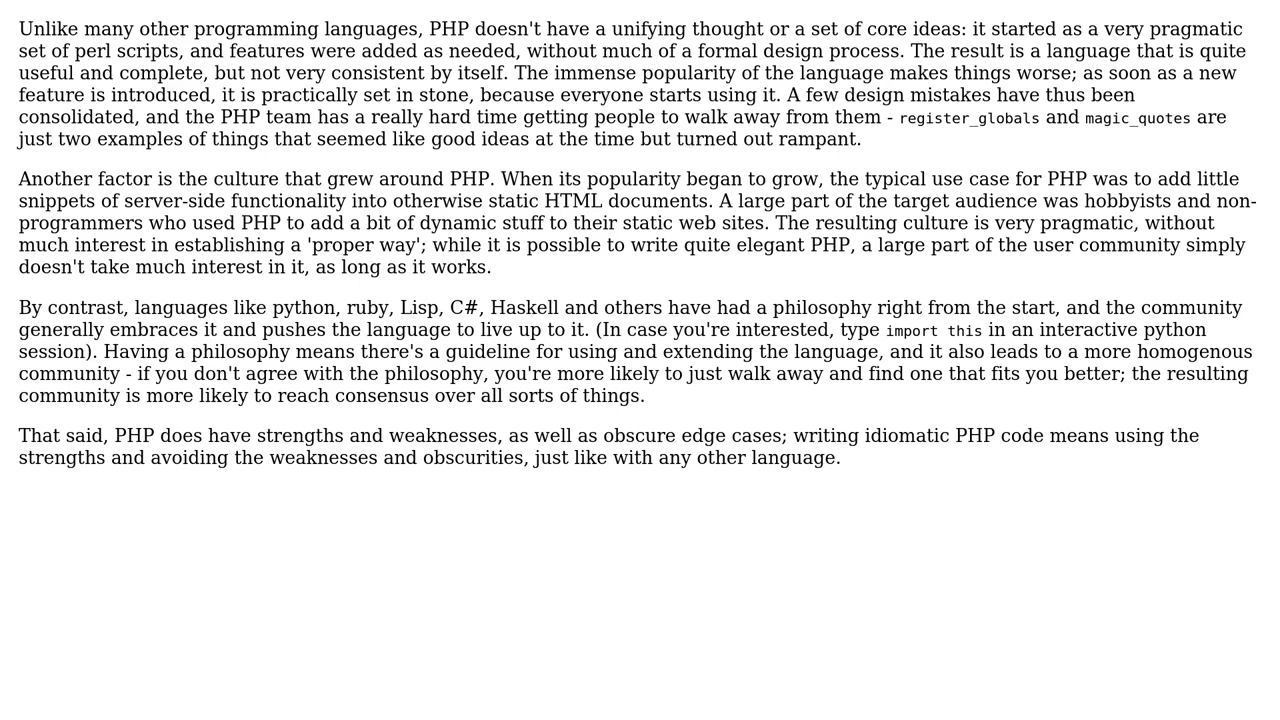 Unlike many other programming languages, PHP doesn't have a unifying thought or a set of core ideas: it started as a very pragmatic
set of perl scripts, and features were added as needed, without much of a formal design process. The result is a language that is quite
useful and complete, but not very consistent by itself. The immense popularity of the language makes things worse; as soon as a new
feature is introduced, it is practically set in stone, because everyone starts using it. A few design mistakes have thus been
consolidated, and the PHP team has a really hard time getting people to walk away from them - register_globals and magic_quotes are
just two examples of things that seemed like good ideas at the time but turned out rampant.
Another factor is the culture that grew around PHP. When its popularity began to grow, the typical use case for PHP was to add little
snippets of server-side functionality into otherwise static HTML documents. A large part of the target audience was hobbyists and non-
programmers who used PHP to add a bit of dynamic stuff to their static web sites. The resulting culture is very pragmatic, without
much interest in establishing a 'proper way'; while it is possible to write quite elegant PHP, a large part of the user community simply
doesn't take much interest in it, as long as it works.
By contrast, languages like python, ruby, Lisp, C#, Haskell and others have had a philosophy right from the start, and the community
generally embraces it and pushes the language to live up to it. (In case you're interested, type import this in an interactive python
session). Having a philosophy means there's a guideline for using and extending the language, and it also leads to a more homogenous
community - if you don't agree with the philosophy, you're more likely to just walk away and find one that fits you better; the resulting
community is more likely to reach consensus over all sorts of things.
That said, PHP does have strengths and weaknesses, as well as obscure edge cases; writing idiomatic PHP code means using the
strengths and avoiding the weaknesses and obscurities, just like with any other language.